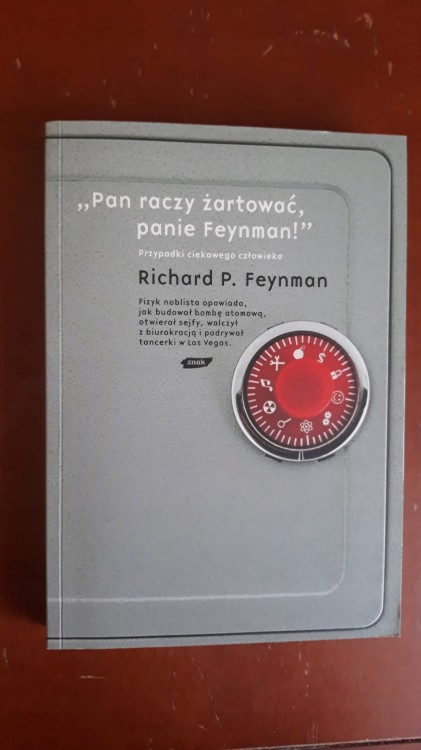 „Pan raczy żartować,
panie Feynman!”
Przypadki ciekawego człowieka
Richard P. Feynman
Fizyk noblista opowiada,
jak budował bombę atomową,
otwierał sejfy, walczył
z biurokracją i podrywał
tancerki w Las Vegas.
znak
$